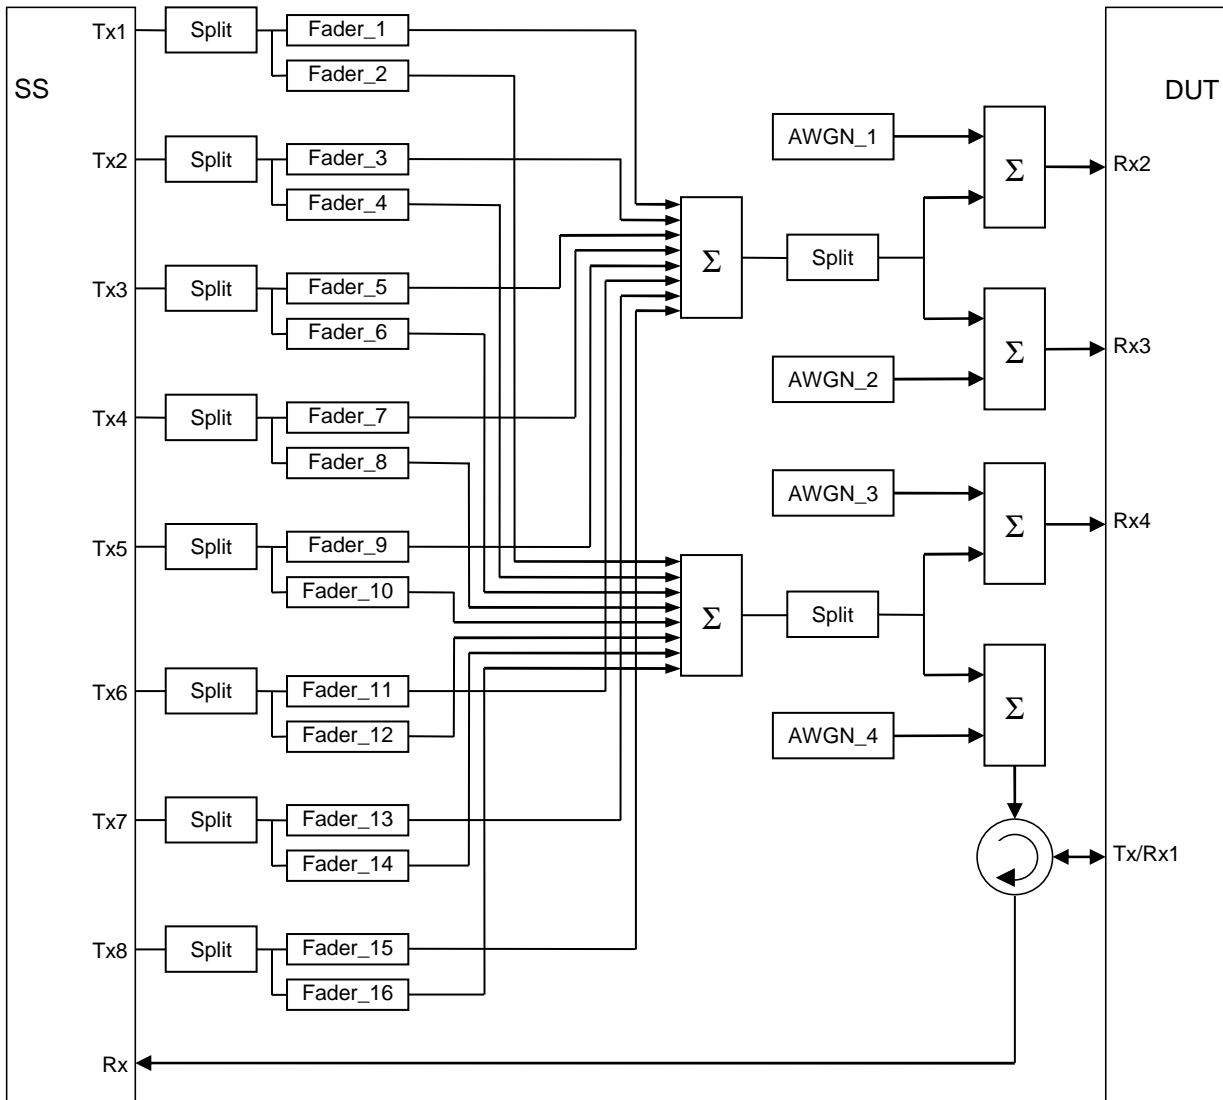 SS
DUT
Tx1
Split
Fader_1
Fader_2
Tx2
Split
Fader_3
Fader_4
Tx3
Split
Fader_5
Fader_6
Tx4
Split
Fader_7
Fader_8
Tx5
Split
Fader_9
Fader_10
Tx6
Split
Fader_11
Fader_12
Tx7
Split
Fader_13
Fader_14
Tx8
Split
Fader_15
Fader_16
Rx
Σ
Split
AWGN_1
Σ
Rx2
AWGN_2
Σ
Rx3
Σ
Split
AWGN_3
Σ
Rx4
AWGN_4
Σ
Tx/Rx1